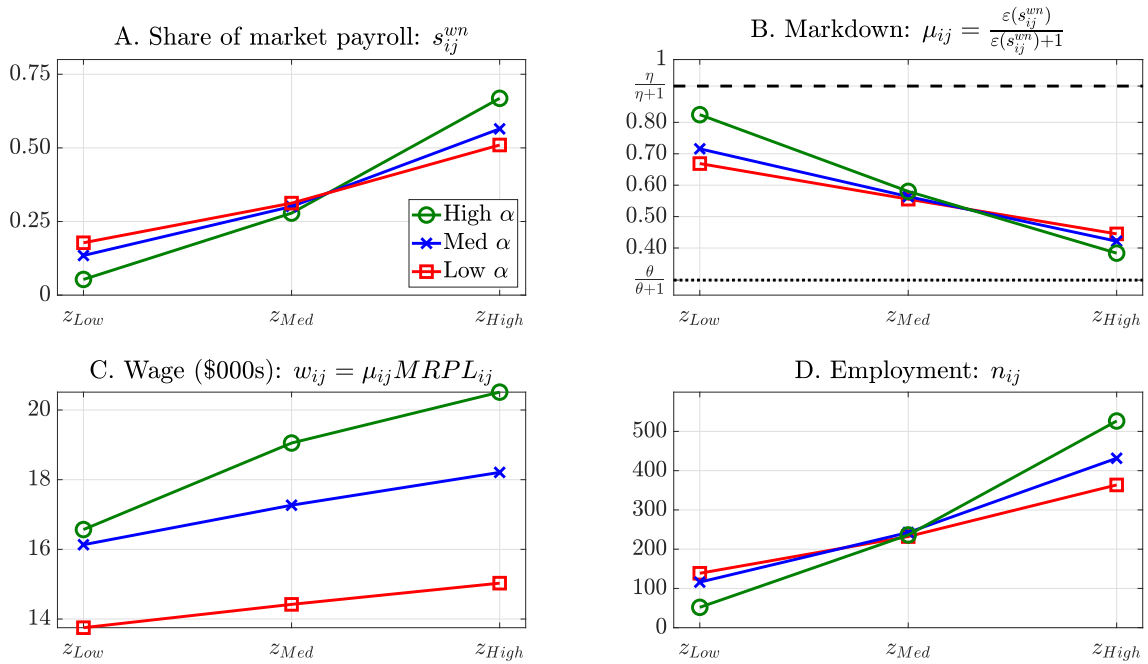 A. Share of market payroll: $s_{ij}^{wn}$
0.75
0.50
0.25
0
High α
Med α
Low α
$z_{Low}$ $z_{Med}$ $z_{High}$
B. Markdown: $\mu_{ij} = \frac{\varepsilon(s_{ij}^{wn})}{\varepsilon(s_{ij}^{wn})+1}$
1
$\frac{\eta}{\eta+1}$
0.80
0.70
0.60
0.50
0.40
$\frac{\theta}{\theta+1}$
$z_{Low}$ $z_{Med}$ $z_{High}$
C. Wage ($000s): $w_{ij} = \mu_{ij} MRPL_{ij}$
20
18
16
14
$z_{Low}$ $z_{Med}$ $z_{High}$
D. Employment: $n_{ij}$
500
400
300
200
100
0
$z_{Low}$ $z_{Med}$ $z_{High}$